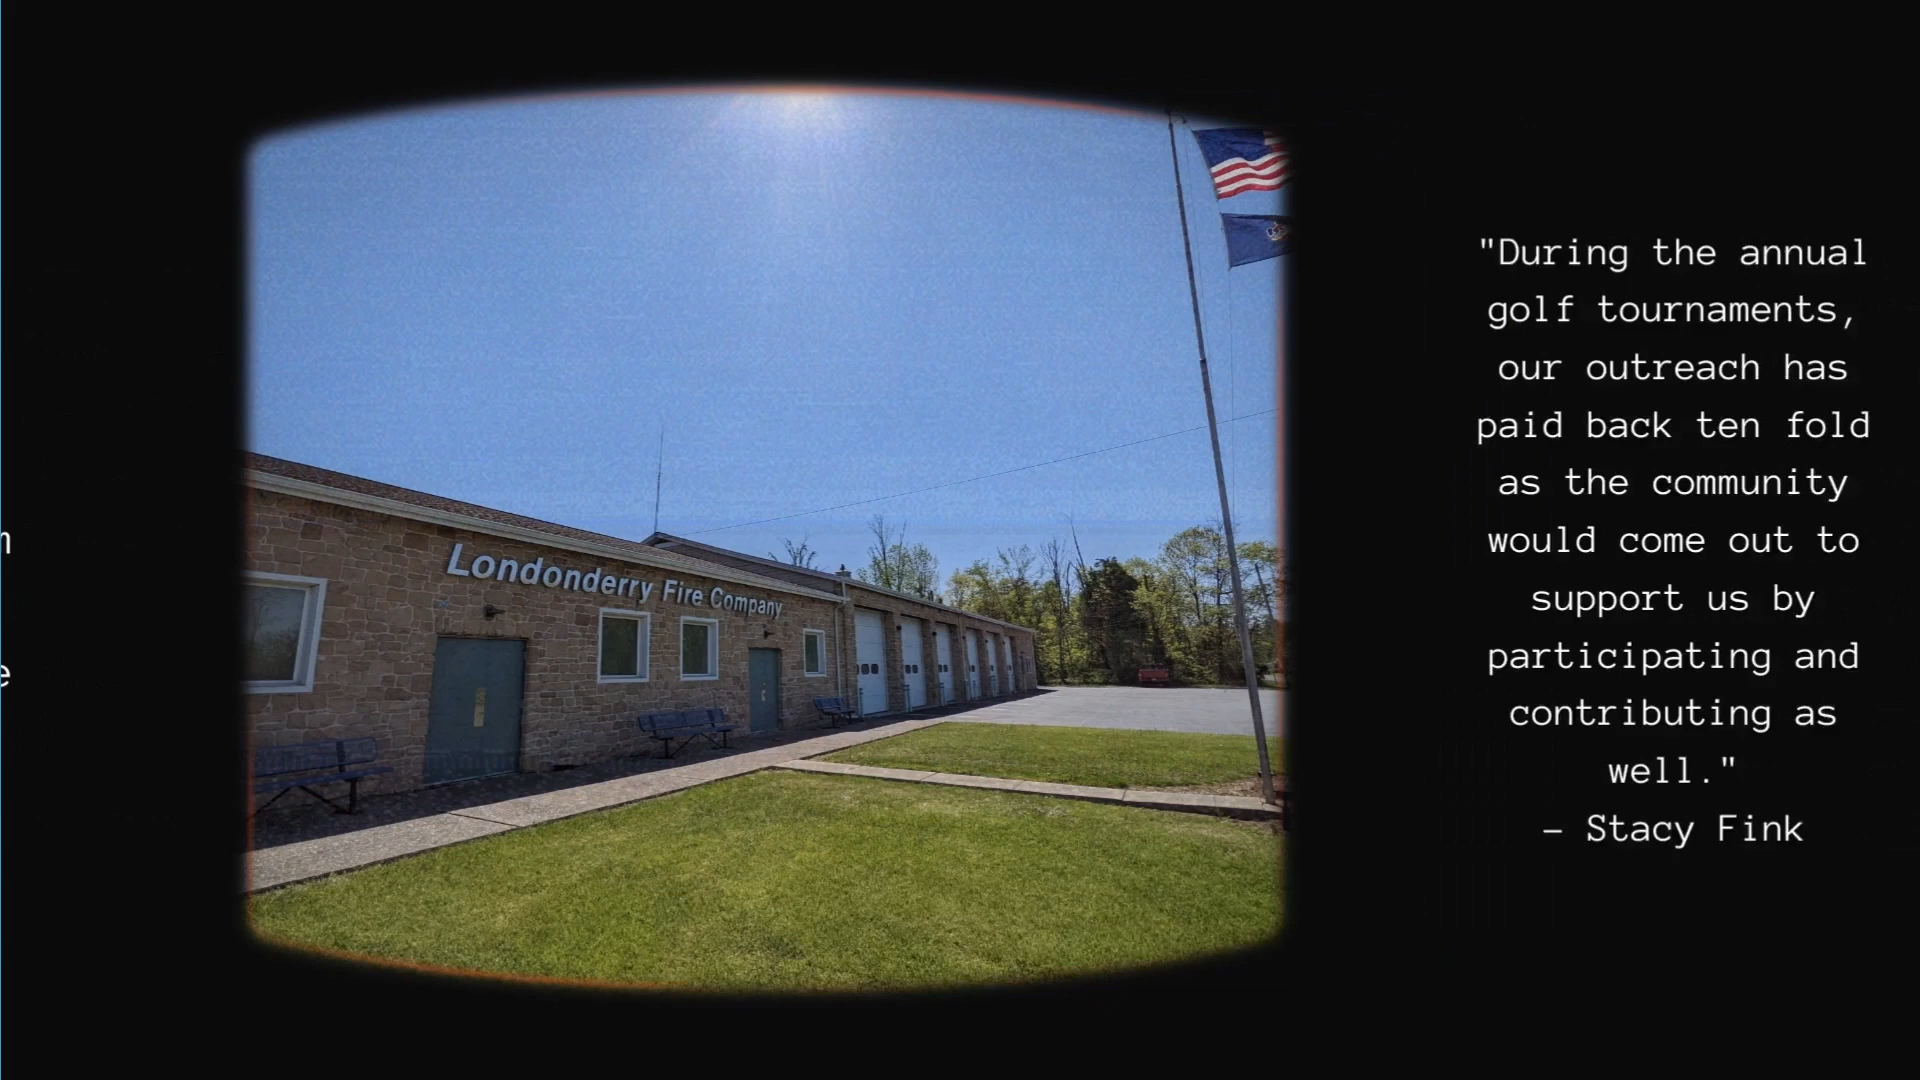 Londonderry Fire Company
"During the annual
golf tournaments,
our outreach has
paid back ten fold
as the community
would come out to
support us by
participating and
contributing as
well."
– Stacy Fink